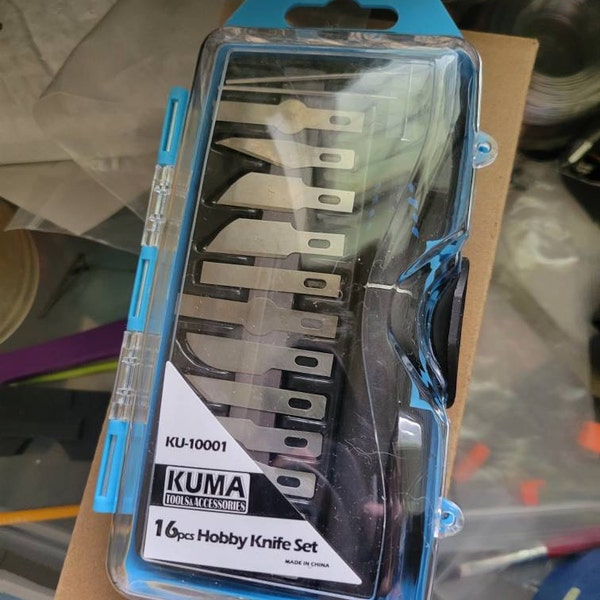 KU-10001
KUMA
TOOLS&ACCESSORIES
16pcs Hobby Knife Set
MADE IN CHINA